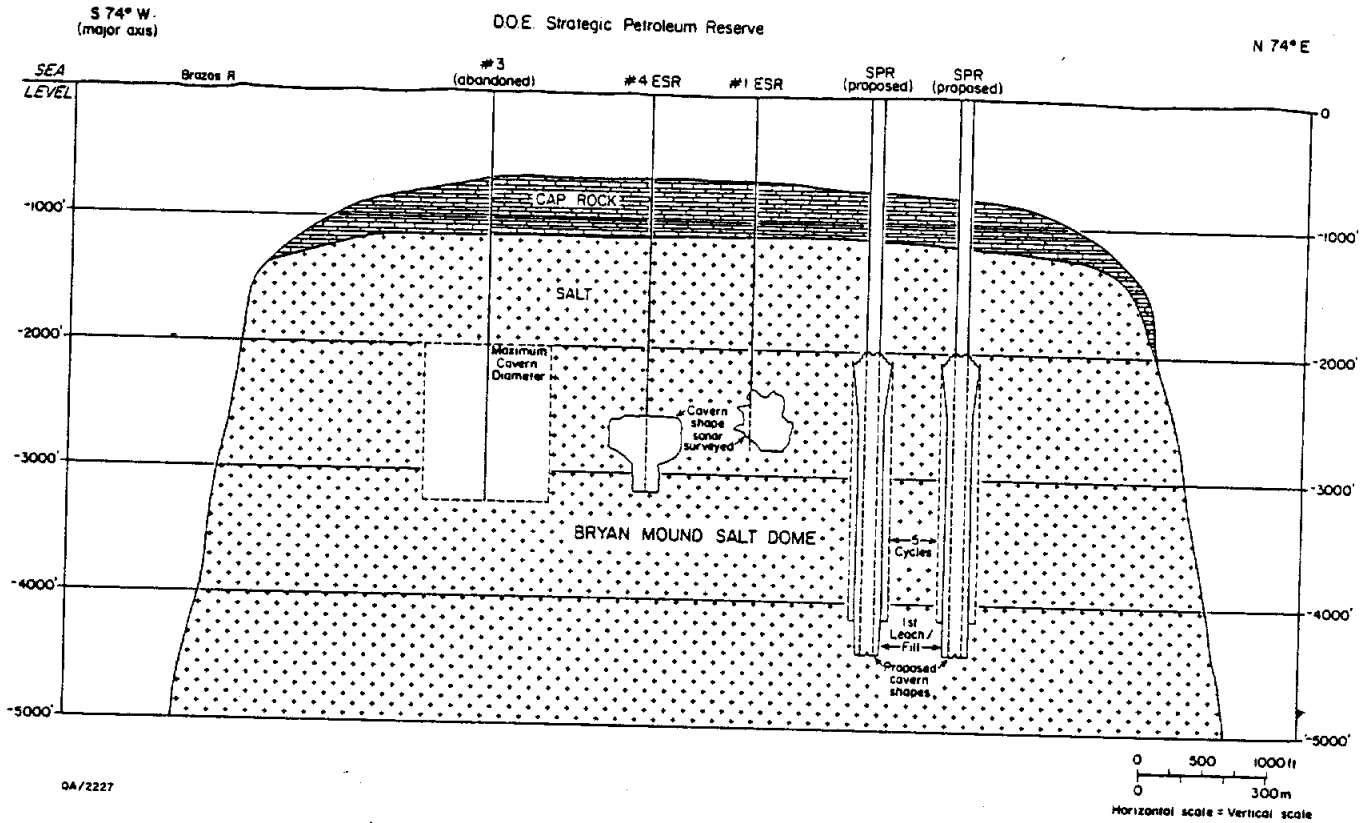 S 74° W.
(major axis)
D.O.E. Strategic Petroleum Reserve
N 74° E
SEA
LEVEL
Brazos R
#3
(abandoned)
#4 ESR
#1 ESR
SPR
(proposed)
SPR
(proposed)
0
CAP ROCK
-1000'
-1000'
SALT
-2000'
-2000'
Maximum
Cavern
Diameter
Cavern
shape
sonar
surveyed
-3000'
-3000'
BRYAN MOUND SALT DOME
5
Cycles
-4000'
-4000'
1st
Leach/
Fill
Proposed
cavern
shapes
-5000'
-5000'
0 500 1000 ft
0 300 m
Horizontal scale = Vertical scale
QA/2227